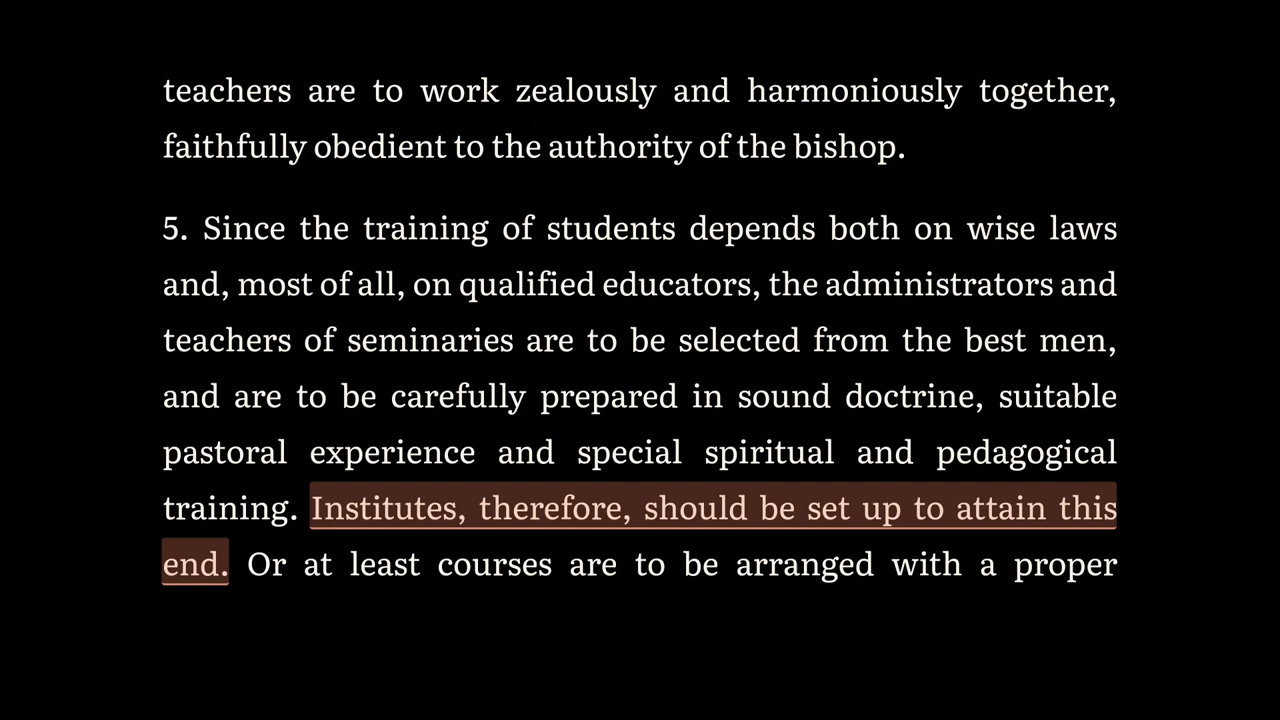 teachers are to work zealously and harmoniously together,
faithfully obedient to the authority of the bishop.
5. Since the training of students depends both on wise laws
and, most of all, on qualified educators, the administrators and
teachers of seminaries are to be selected from the best men,
and are to be carefully prepared in sound doctrine, suitable
pastoral experience and special spiritual and pedagogical
training. Institutes, therefore, should be set up to attain this
end. Or at least courses are to be arranged with a proper